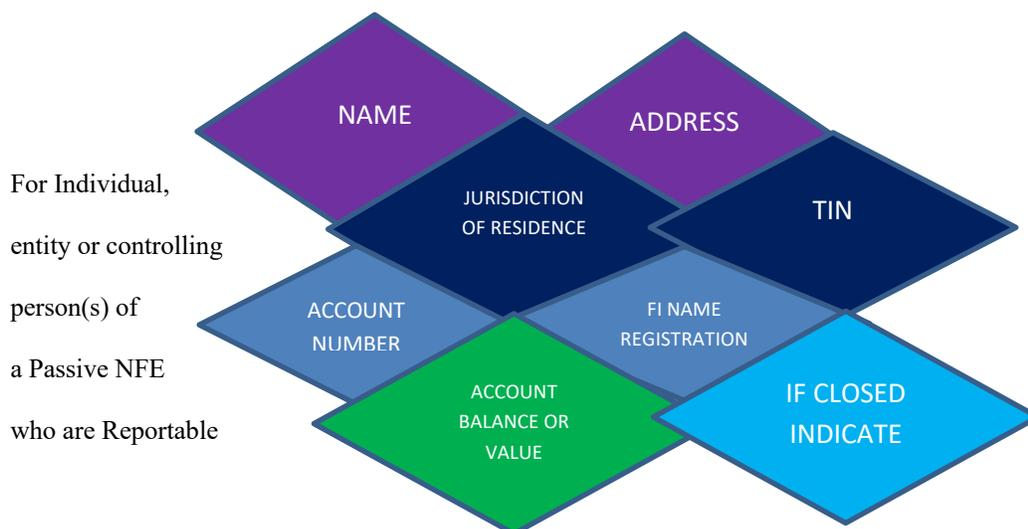 For Individual,
entity or controlling
person(s) of
a Passive NFE
who are Reportable
NAME
ADDRESS
JURISDICTION
OF RESIDENCE
TIN
ACCOUNT
NUMBER
FI NAME
REGISTRATION
ACCOUNT
BALANCE OR
VALUE
IF CLOSED
INDICATE